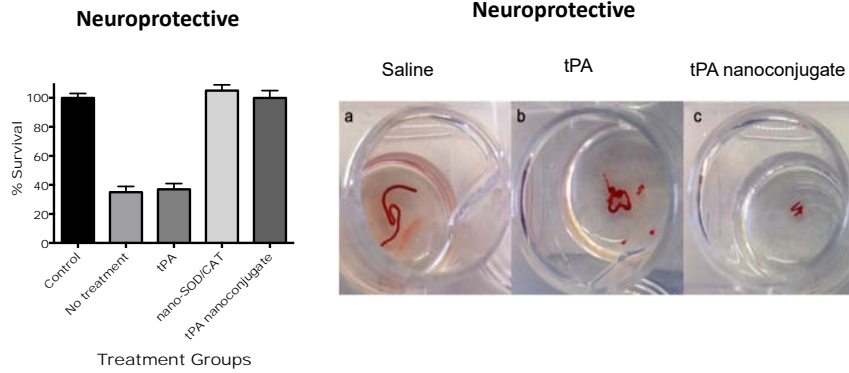 Neuroprotective
% Survival
100
80
60
40
20
0
Control
No treatment
tPA
nano-SOD/CAT
tPA nanoconjugate
Treatment Groups
Neuroprotective
Saline
tPA
tPA nanoconjugate
a
b
c